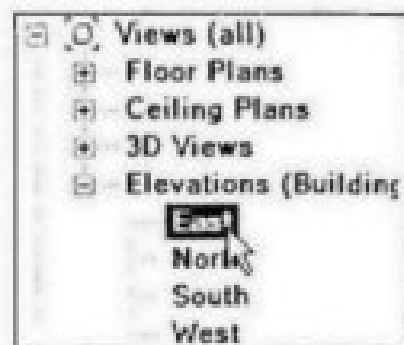 Views (all)
Floor Plans
Ceiling Plans
3D Views
Elevations (Building
East
North
South
West